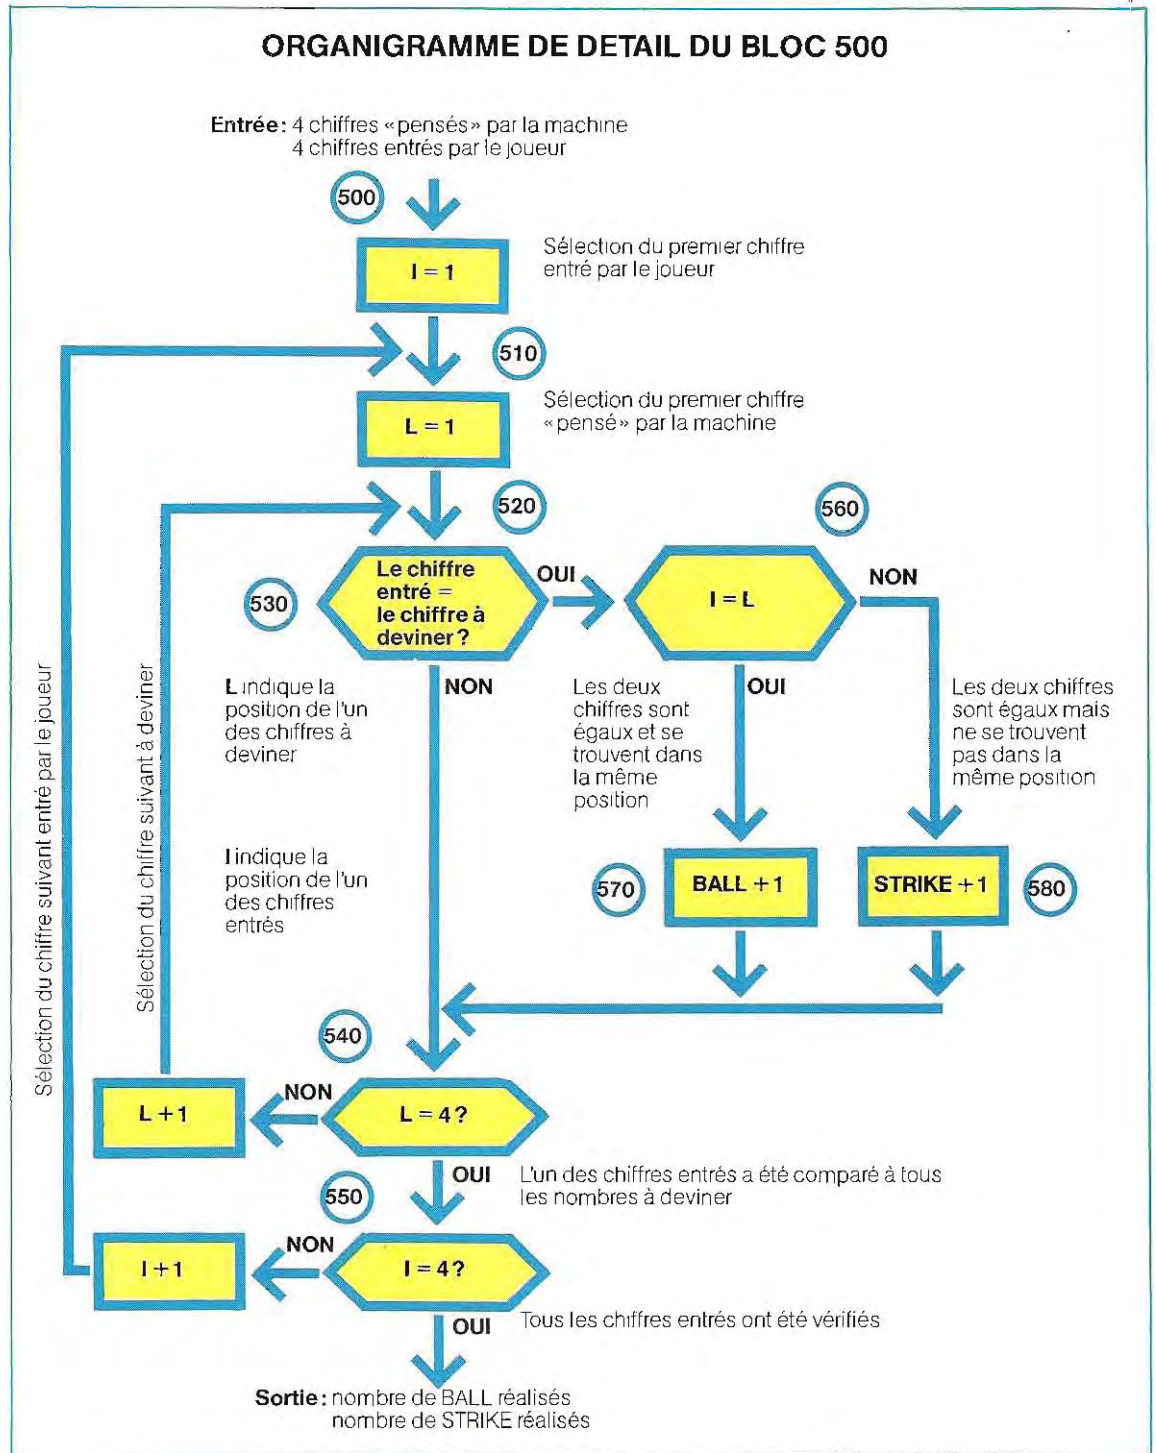 ORGANIGRAMME DE DETAIL DU BLOC 500
Entrée: 4 chiffres «pensés» par la machine
4 chiffres entrés par le joueur
500
I = 1
Sélection du premier chiffre
entré par le joueur
510
L = 1
Sélection du premier chiffre
«pensé» par la machine
520
560
530
Le chiffre
entré =
le chiffre à
deviner?
OUI
I = L
NON
L indique la
position de l'un
des chiffres à
deviner
NON
Les deux
chiffres sont
égaux et se
trouvent dans
la même
position
OUI
Les deux chiffres
sont égaux mais
ne se trouvent
pas dans la
même position
I indique la
position de l'un
des chiffres
entrés
570
BALL +1
STRIKE +1
580
Sélection du chiffre suivant entré par le joueur
Sélection du chiffre suivant à deviner
540
L +1
NON
L = 4?
OUI
L'un des chiffres entrés a été comparé à tous
les nombres à deviner
550
I +1
NON
I = 4?
OUI
Tous les chiffres entrés ont été vérifiés
Sortie: nombre de BALL réalisés
nombre de STRIKE réalisés